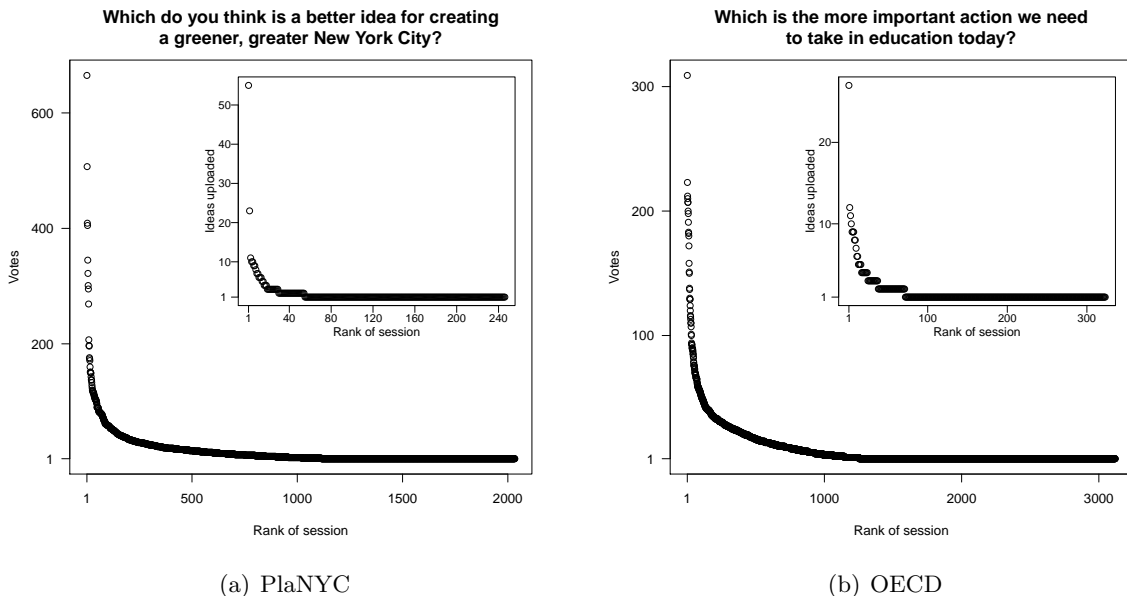 Which do you think is a better idea for creating
a greener, greater New York City?
Votes
600
400
200
1
1
500
1000
1500
2000
Rank of session
Ideas uploaded
50
40
30
20
10
1
1
40
80
120
160
200
240
Rank of session
(a) PlaNYC
Which is the more important action we need
to take in education today?
Votes
300
200
100
1
1
1000
2000
3000
Rank of session
Ideas uploaded
20
10
1
1
100
200
300
Rank of session
(b) OECD